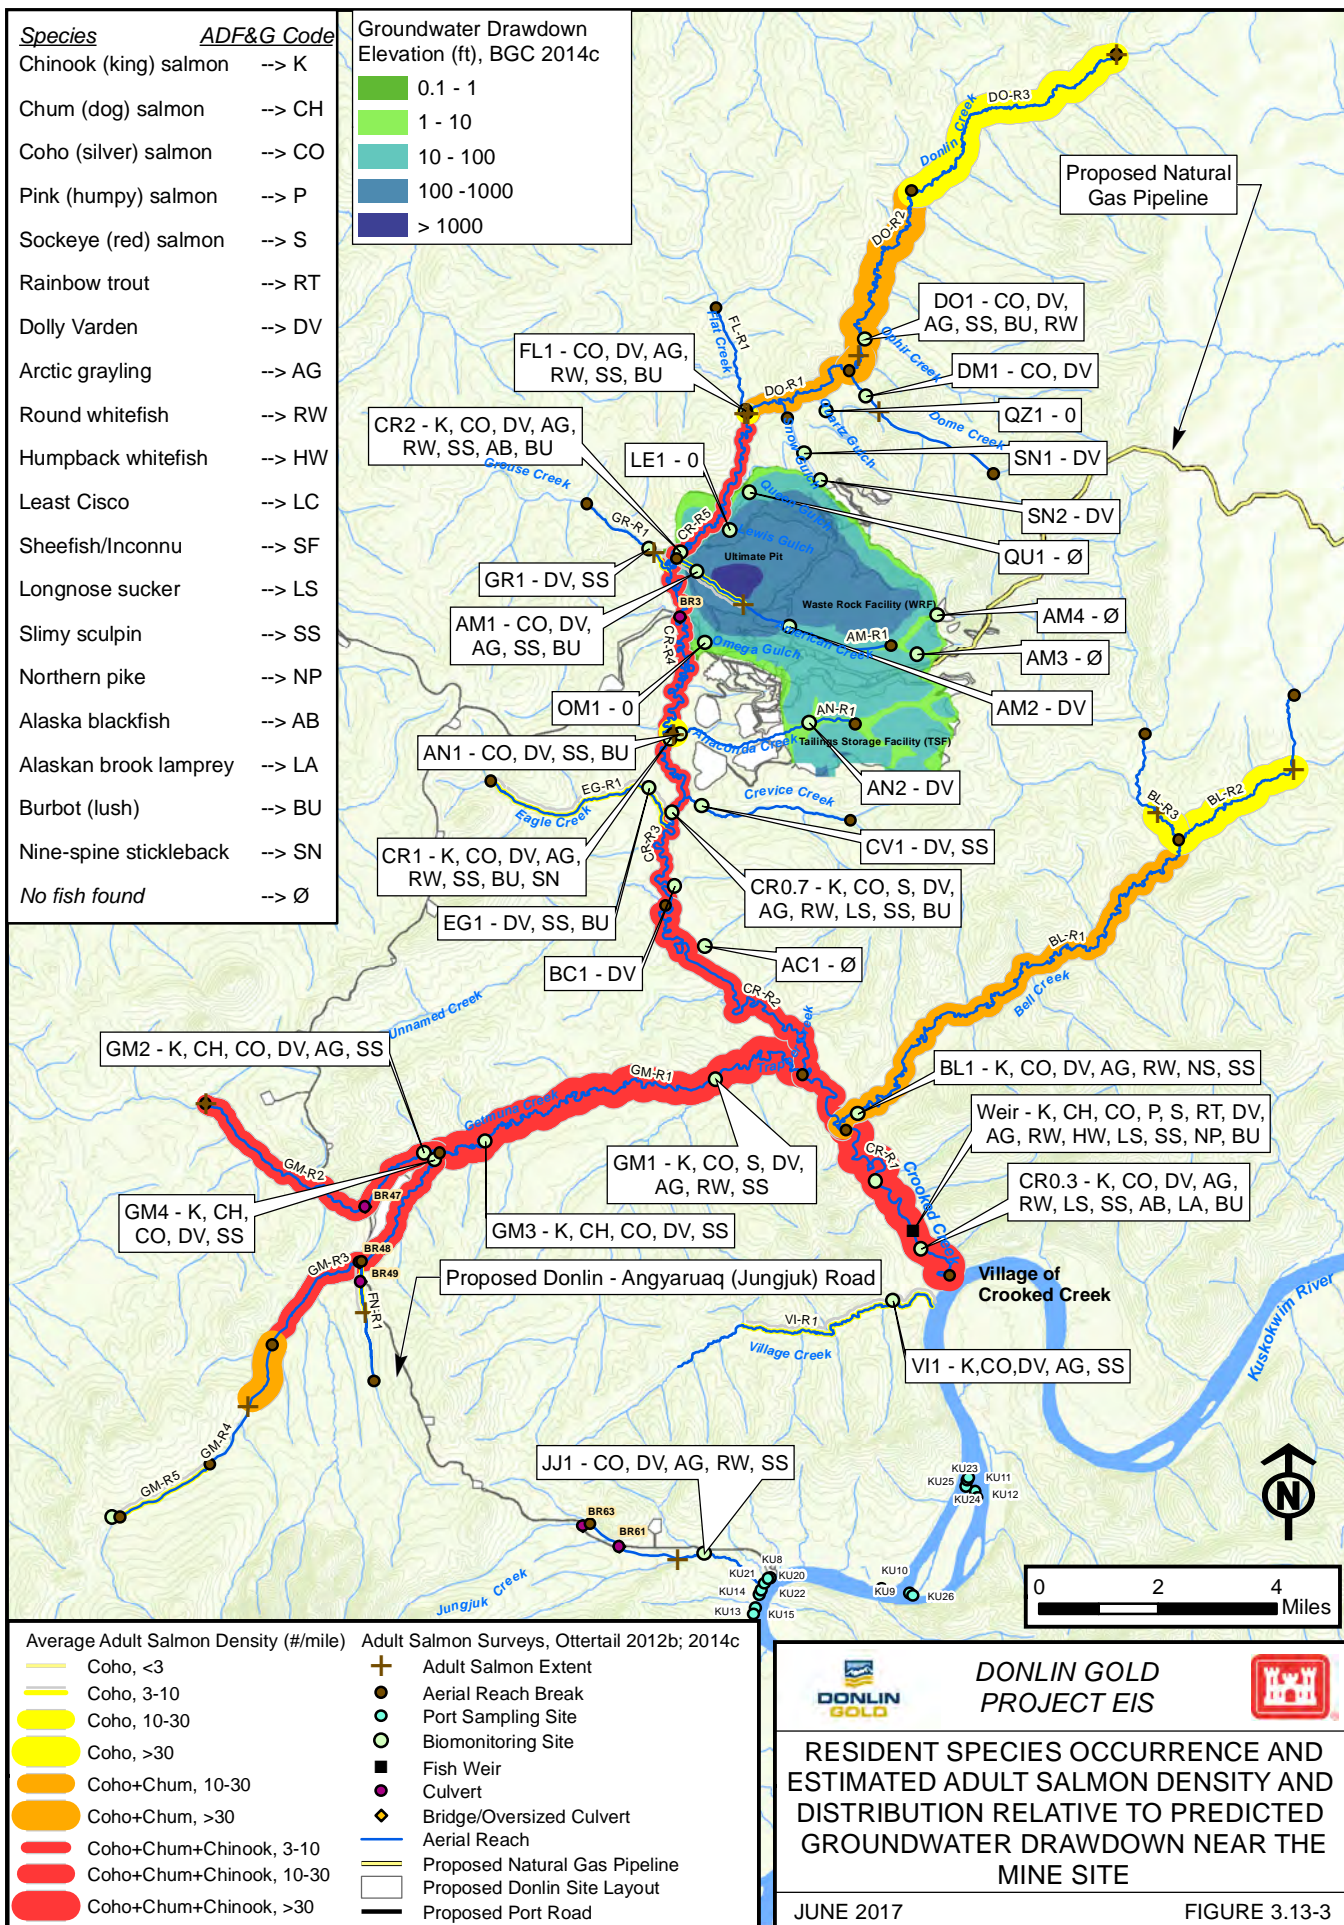 Species ADF&G Code
Chinook (king) salmon --> K
Chum (dog) salmon --> CH
Coho (silver) salmon --> CO
Pink (humpy) salmon --> P
Sockeye (red) salmon --> S
Rainbow trout --> RT
Dolly Varden --> DV
Arctic grayling --> AG
Round whitefish --> RW
Humpback whitefish --> HW
Least Cisco --> LC
Sheefish/Inconnu --> SF
Longnose sucker --> LS
Slimy sculpin --> SS
Northern pike --> NP
Alaska blackfish --> AB
Alaskan brook lamprey --> LA
Burbot (lush) --> BU
Nine-spine stickleback --> SN
No fish found --> Ø
Groundwater Drawdown
Elevation (ft), BGC 2014c
0.1 - 1
1 - 10
10 - 100
100 -1000
> 1000
DO-R3
Donlin Creek
Proposed Natural
Gas Pipeline
DO-R2
DO1 - CO, DV,
AG, SS, BU, RW
FL-R1
Flat Creek
FL1 - CO, DV, AG,
RW, SS, BU
Ophir Creek
DO-R1
DM1 - CO, DV
QZ1 - 0
Quartz Gulch
Dome Creek
CR2 - K, CO, DV, AG,
RW, SS, AB, BU
LE1 - 0
Snow Gulch
SN1 - DV
Grouse Creek
SN2 - DV
Queen Gulch
GR-R1
CR-R5
Lewis Gulch
QU1 - Ø
Ultimate Pit
GR1 - DV, SS
BR3
Waste Rock Facility (WRF)
AM4 - Ø
AM1 - CO, DV,
AG, SS, BU
American Creek
AM-R1
CR-R4
Omega Gulch
AM3 - Ø
OM1 - 0
AM2 - DV
AN-R1
AN1 - CO, DV, SS, BU
Anaconda Creek
Tailings Storage Facility (TSF)
EG-R1
Eagle Creek
Crevice Creek
AN2 - DV
BL-R3
BL-R2
CR-R3
CR1 - K, CO, DV, AG,
RW, SS, BU, SN
CV1 - DV, SS
CR0.7 - K, CO, S, DV,
AG, RW, LS, SS, BU
EG1 - DV, SS, BU
BC1 - DV
AC1 - Ø
BL-R1
Bell Creek
CR-R2
Unnamed Creek
GM2 - K, CH, CO, DV, AG, SS
GM-R1
Getmuna Creek
BL1 - K, CO, DV, AG, RW, NS, SS
Weir - K, CH, CO, P, S, RT, DV,
AG, RW, HW, LS, SS, NP, BU
GM-R2
CR-R1
Crooked Creek
GM1 - K, CO, S, DV,
AG, RW, SS
CR0.3 - K, CO, DV, AG,
RW, LS, SS, AB, LA, BU
BR47
GM4 - K, CH,
CO, DV, SS
GM3 - K, CH, CO, DV, SS
BR48
GM-R3
BR49
FN-R1
Proposed Donlin - Angyaruaq (Jungjuk) Road
Village of
Crooked Creek
VI-R1
Village Creek
Kuskokwim River
VI1 - K,CO,DV, AG, SS
GM-R4
GM-R5
JJ1 - CO, DV, AG, RW, SS
KU23
KU25 KU11
KU24 KU12
BR63
BR61
KU8
KU21 KU20
KU14 KU22
KU13 KU15
KU10
KU9 KU26
Jungjuk Creek
N
0 2 4
Miles
Average Adult Salmon Density (#/mile)
Coho, <3
Coho, 3-10
Coho, 10-30
Coho, >30
Coho+Chum, 10-30
Coho+Chum, >30
Coho+Chum+Chinook, 3-10
Coho+Chum+Chinook, 10-30
Coho+Chum+Chinook, >30
Adult Salmon Surveys, Ottertail 2012b; 2014c
Adult Salmon Extent
Aerial Reach Break
Port Sampling Site
Biomonitoring Site
Fish Weir
Culvert
Bridge/Oversized Culvert
Aerial Reach
Proposed Natural Gas Pipeline
Proposed Donlin Site Layout
Proposed Port Road
DONLIN
GOLD
DONLIN GOLD
PROJECT EIS
RESIDENT SPECIES OCCURRENCE AND
ESTIMATED ADULT SALMON DENSITY AND
DISTRIBUTION RELATIVE TO PREDICTED
GROUNDWATER DRAWDOWN NEAR THE
MINE SITE
JUNE 2017 FIGURE 3.13-3